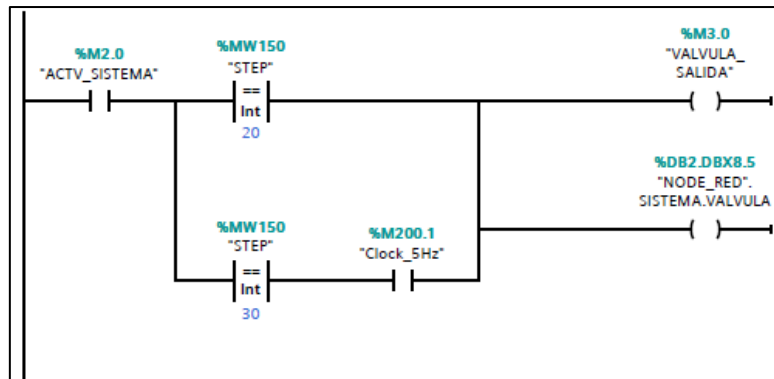 %M2.0
"ACTV_SISTEMA"
%MW150
"STEP"
==
Int
20
%M3.0
"VALVULA_
SALIDA"
%DB2.DBX8.5
"NODE_RED".
SISTEMA.VALVULA
%MW150
"STEP"
==
Int
30
%M200.1
"Clock_5Hz"